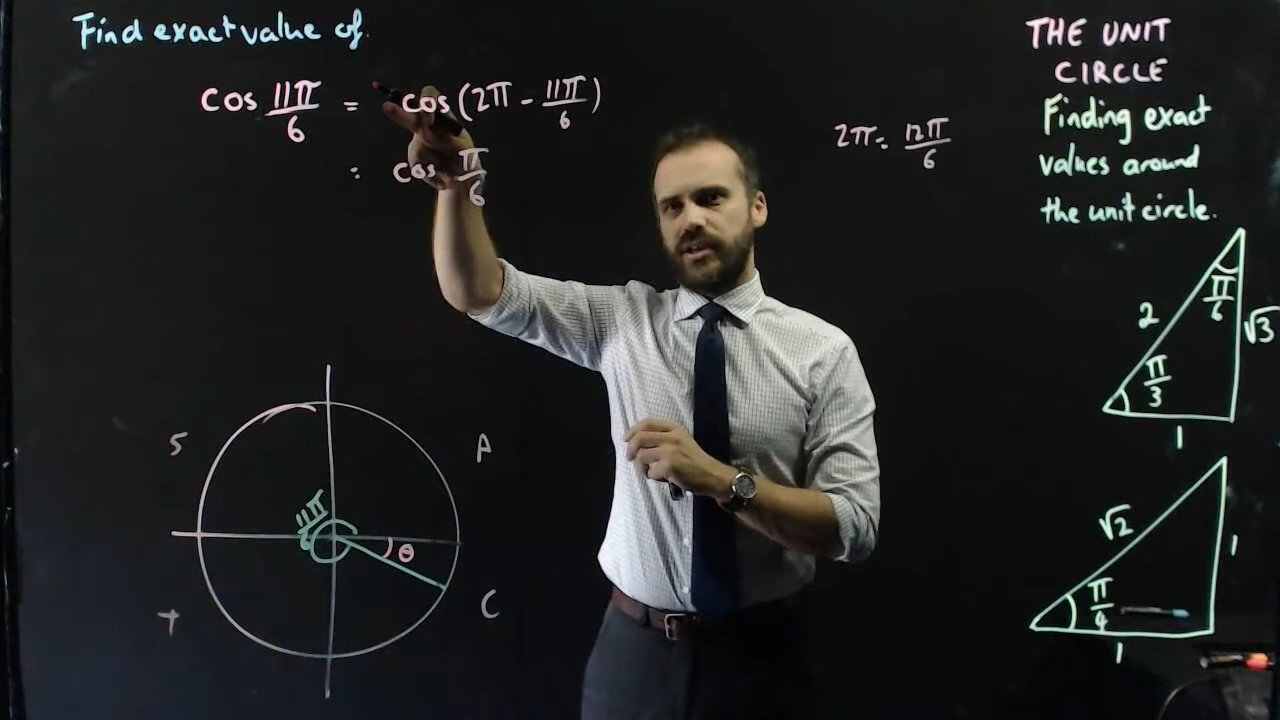 Find exact value of.
cos 11π/6 = cos(2π - 11π/6)
= cos π/6
2π = 12π/6
THE UNIT
CIRCLE
Finding exact
values around
the unit circle.
2
π/6
√3
π/3
1
S
A
11π/6
θ
T
C
√2
1
π/4
1